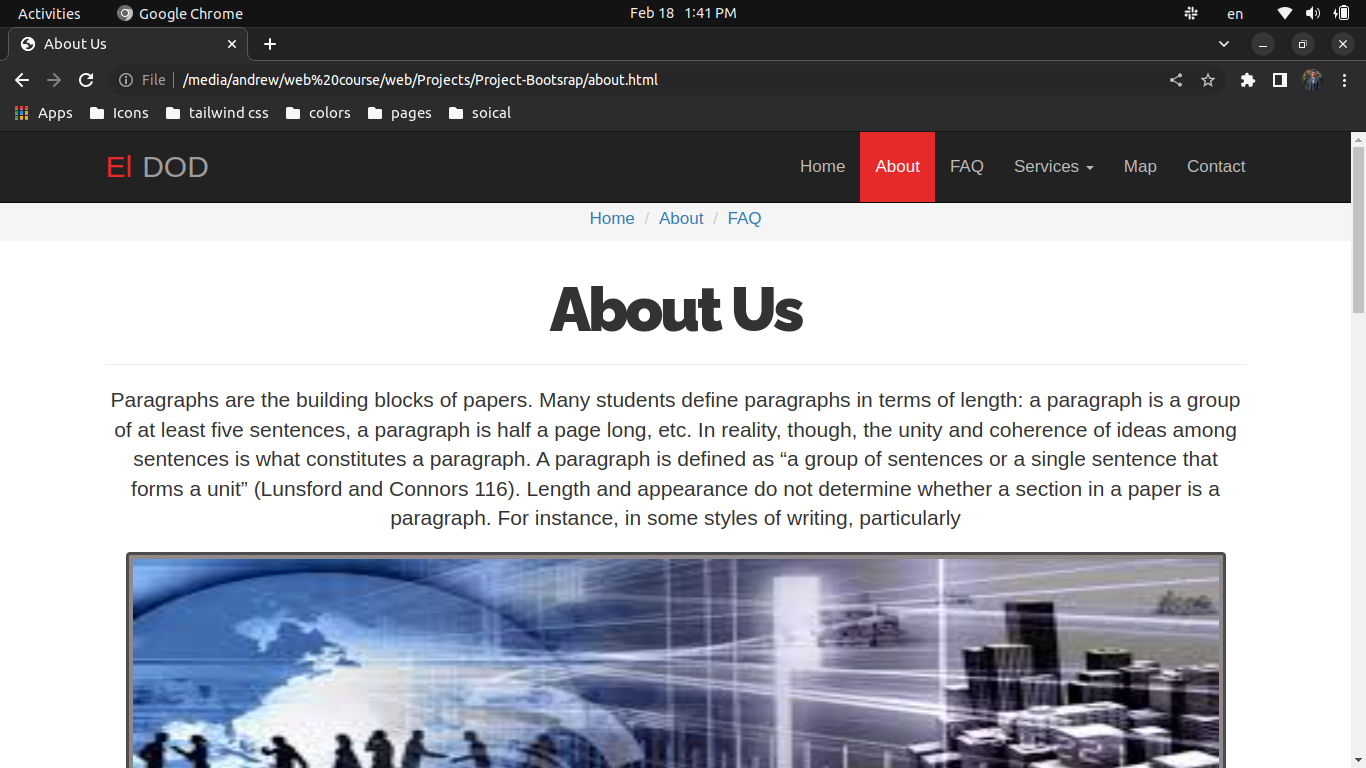 Activities Google Chrome Feb 18 1:41 PM en
About Us
File /media/andrew/web%20course/web/Projects/Project-Bootsrap/about.html
Apps Icons tailwind css colors pages soical
El DOD Home About FAQ Services Map Contact
Home / About / FAQ
About Us
Paragraphs are the building blocks of papers. Many students define paragraphs in terms of length: a paragraph is a group
of at least five sentences, a paragraph is half a page long, etc. In reality, though, the unity and coherence of ideas among
sentences is what constitutes a paragraph. A paragraph is defined as “a group of sentences or a single sentence that
forms a unit” (Lunsford and Connors 116). Length and appearance do not determine whether a section in a paper is a
paragraph. For instance, in some styles of writing, particularly